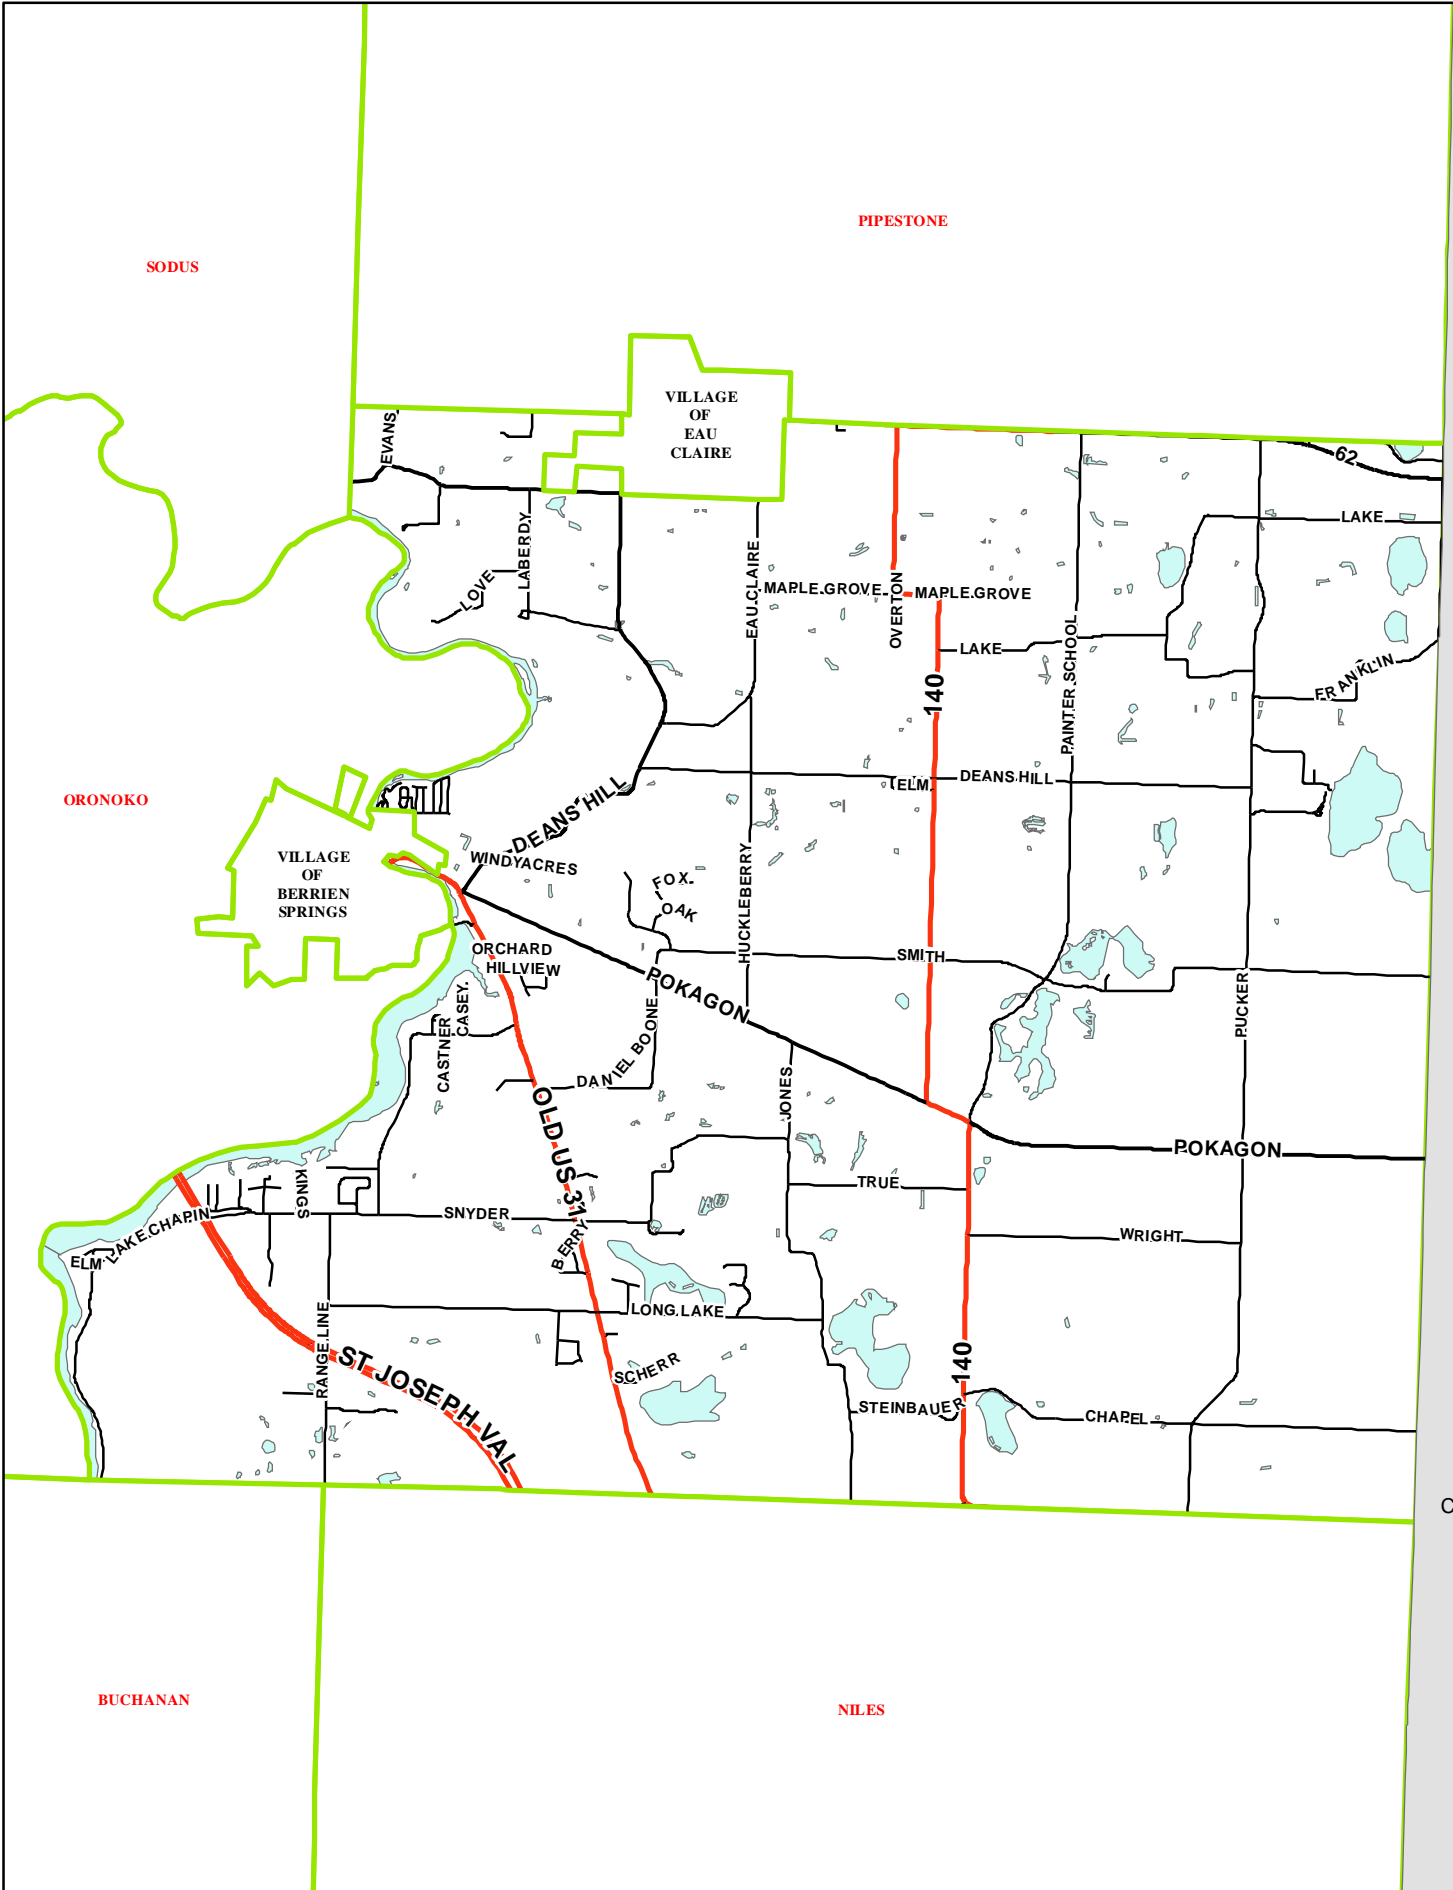 PIPESTONE
SODUS
VILLAGE
OF
EAU
CLAIRE
EVANS
62
LAKE
LABERDY
LOVE
EAU CLAIRE
MAPLE GROVE
OVERTON
MAPLE GROVE
LAKE
PAINTER SCHOOL
FRANKLIN
140
ORONOKO
DEANS HILL
ELM
DEANS HILL
WINDYACRES
VILLAGE
OF
BERRIEN
SPRINGS
FOX
OAK
HUCKLEBERRY
ORCHARD
HILLVIEW
SMITH
POKAGON
PUCKER
CASEY
CASTNER
DANIEL BOONE
JONES
OLD US 31
POKAGON
KINGS
TRUE
SNYDER
LAKE CHAPIN
ELM
BERRY
WRIGHT
LONG LAKE
RANGE LINE
ST JOSEPH VAL
SCHERR
140
STEINBAUER
CHAPEL
C
BUCHANAN
NILES